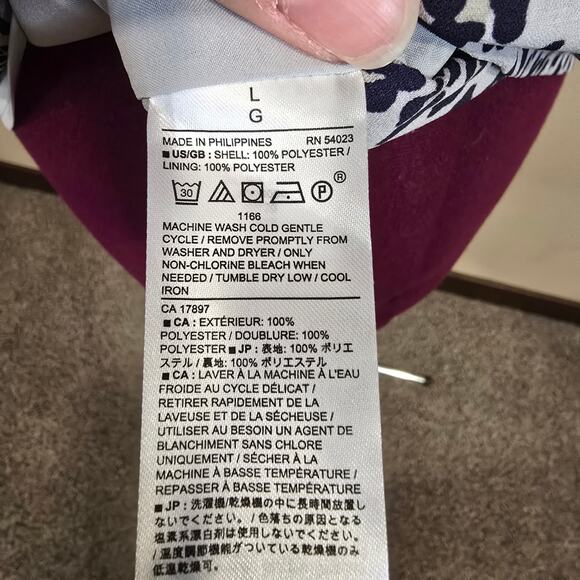 L
G
MADE IN PHILIPPINES RN 54023
■ US/GB : SHELL: 100% POLYESTER /
LINING: 100% POLYESTER
30 P ®
1166
MACHINE WASH COLD GENTLE
CYCLE / REMOVE PROMPTLY FROM
WASHER AND DRYER / ONLY
NON-CHLORINE BLEACH WHEN
NEEDED / TUMBLE DRY LOW / COOL
IRON
CA 17897
■ CA : EXTÉRIEUR: 100%
POLYESTER / DOUBLURE: 100%
POLYESTER ■ JP : 表地: 100% ポリエ
ステル / 裏地: 100% ポリエステル
■ CA : LAVER À LA MACHINE À L'EAU
FROIDE AU CYCLE DÉLICAT /
RETIRER RAPIDEMENT DE LA
LAVEUSE ET DE LA SÉCHEUSE /
UTILISER AU BESOIN UN AGENT DE
BLANCHIMENT SANS CHLORE
UNIQUEMENT / SÉCHER À LA
MACHINE À BASSE TEMPÉRATURE /
REPASSER À BASSE TEMPÉRATURE
■ JP : 洗濯機/乾燥機の中に長時間放置し
ないでください。/ 色落ちの原因となる
塩素系漂白剤は使用しないでください。
/ 温度調節機能がついている乾燥機のみ
低温乾燥可。